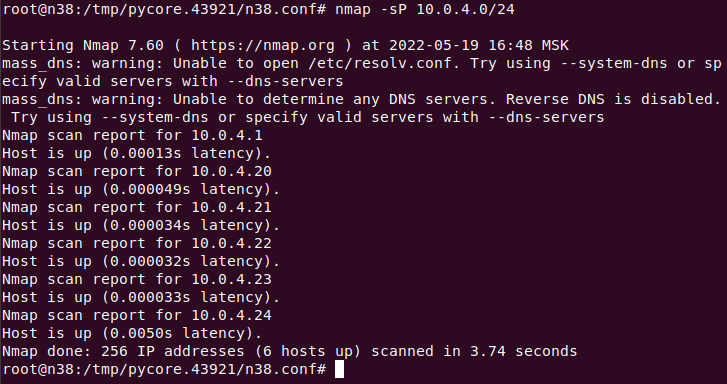 root@n38:/tmp/pycore.43921/n38.conf# nmap -sP 10.0.4.0/24
Starting Nmap 7.60 ( https://nmap.org ) at 2022-05-19 16:48 MSK
mass_dns: warning: Unable to open /etc/resolv.conf. Try using --system-dns or sp
ecify valid servers with --dns-servers
mass_dns: warning: Unable to determine any DNS servers. Reverse DNS is disabled.
 Try using --system-dns or specify valid servers with --dns-servers
Nmap scan report for 10.0.4.1
Host is up (0.00013s latency).
Nmap scan report for 10.0.4.20
Host is up (0.000049s latency).
Nmap scan report for 10.0.4.21
Host is up (0.000034s latency).
Nmap scan report for 10.0.4.22
Host is up (0.000032s latency).
Nmap scan report for 10.0.4.23
Host is up (0.000033s latency).
Nmap scan report for 10.0.4.24
Host is up (0.0050s latency).
Nmap done: 256 IP addresses (6 hosts up) scanned in 3.74 seconds
root@n38:/tmp/pycore.43921/n38.conf#